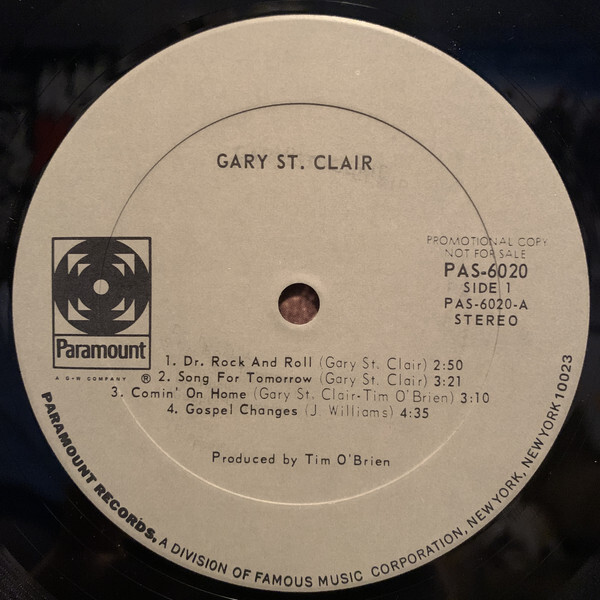 GARY ST. CLAIR
PROMOTIONAL COPY
NOT FOR SALE
PAS-6020
SIDE 1
PAS-6020-A
STEREO
Paramount
A G+W COMPANY ®
1. Dr. Rock And Roll (Gary St. Clair) 2:50
2. Song For Tomorrow (Gary St. Clair) 3:21
3. Comin' On Home (Gary St. Clair-Tim O'Brien) 3:10
4. Gospel Changes (J. Williams) 4:35
Produced by Tim O'Brien
PARAMOUNT RECORDS, A DIVISION OF FAMOUS MUSIC CORPORATION, NEW YORK, NEW YORK 10023